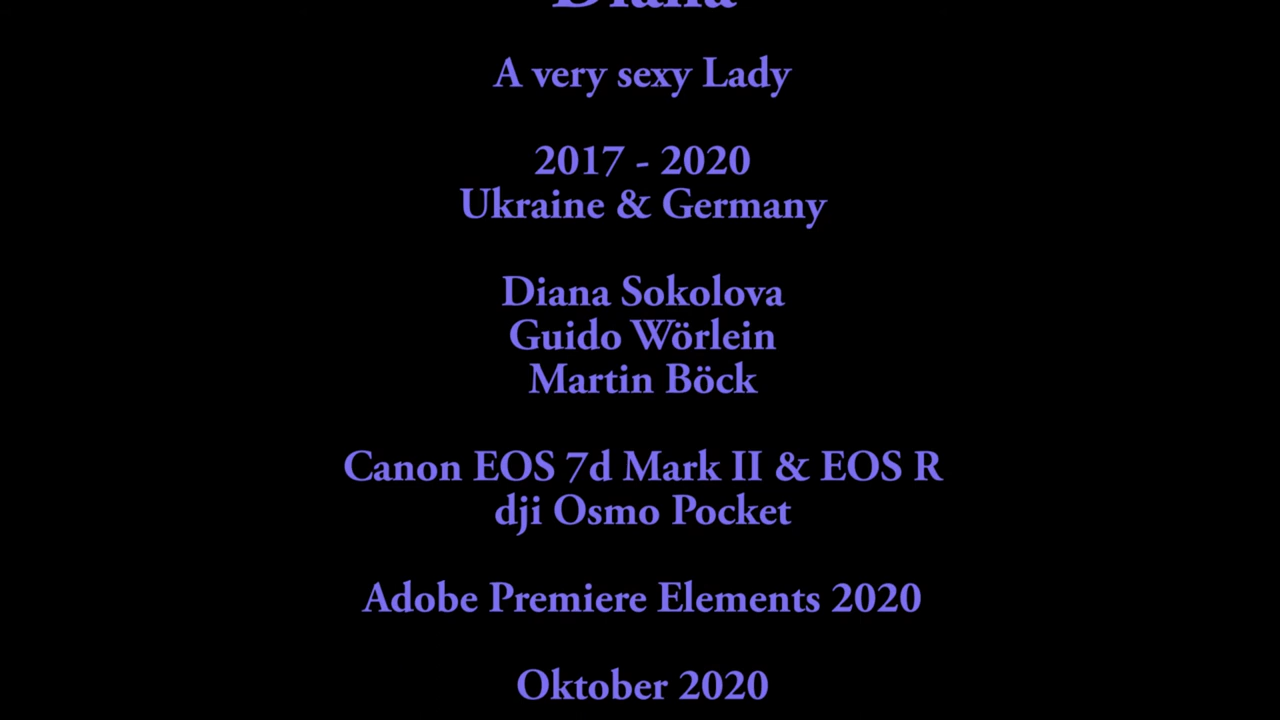 Diana
A very sexy Lady
2017 - 2020
Ukraine & Germany
Diana Sokolova
Guido Wörlein
Martin Böck
Canon EOS 7d Mark II & EOS R
dji Osmo Pocket
Adobe Premiere Elements 2020
Oktober 2020